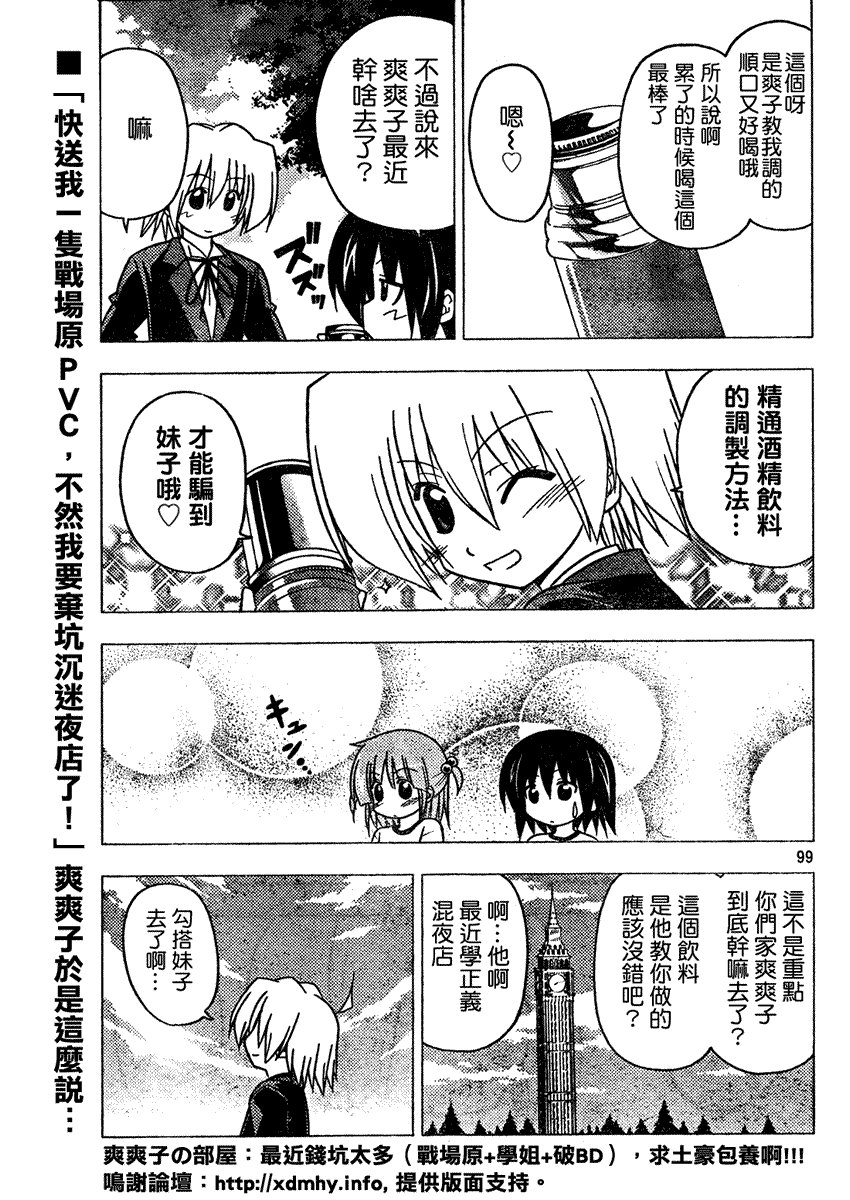 這個呀
是爽子教我調的
順口又好喝哦
所以說啊
累了的時候喝這個
最棒了
嗯~♡
不過說來
爽爽子最近
幹啥去了?
嘛
ズズッ
精通酒精飲料
的調製方法…
才能騙到
妹子哦♡
キュン…
99
這不是重點
你們家爽爽子
到底幹嘛去了?
這個飲料
是他教你做的
應該沒錯吧?
啊…他啊
最近學正義
混夜店
勾搭妹子
去了啊…
■「快送我一隻戰場原PVC,不然我要棄坑沉迷夜店了!」爽爽子於是這麼説…
爽爽子の部屋:最近錢坑太多(戰場原+學姐+破BD),求土豪包養啊!!!
鳴謝論壇:http://xdmhy.info, 提供版面支持。